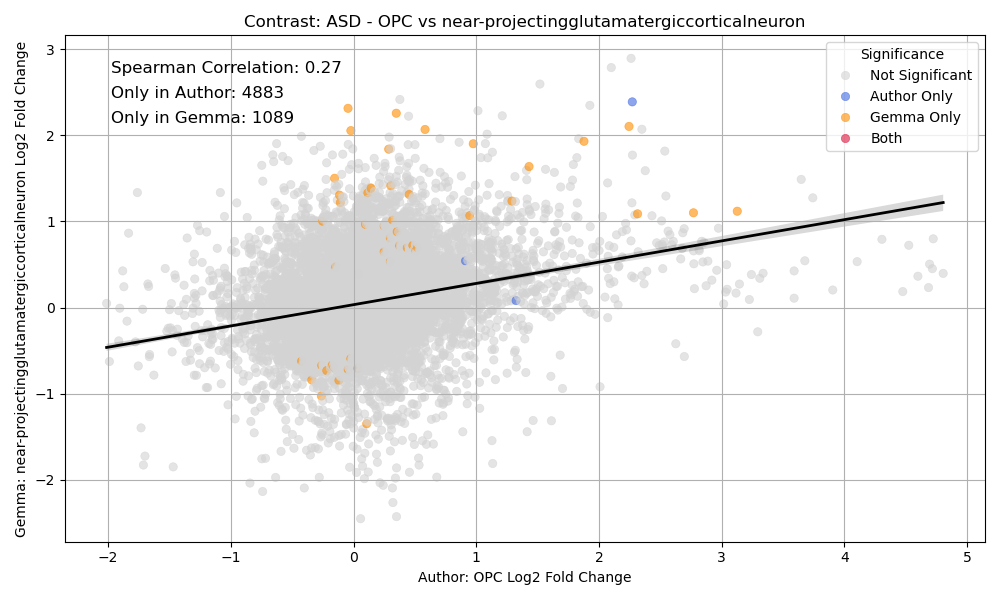 Contrast: ASD - OPC vs near-projectingglutamatergiccorticalneuron
Spearman Correlation: 0.27
Only in Author: 4883
Only in Gemma: 1089
Significance
Not Significant
Author Only
Gemma Only
Both
Gemma: near-projectingglutamatergiccorticalneuron Log2 Fold Change
3
2
1
0
−1
−2
−2
−1
0
1
2
3
4
5
Author: OPC Log2 Fold Change